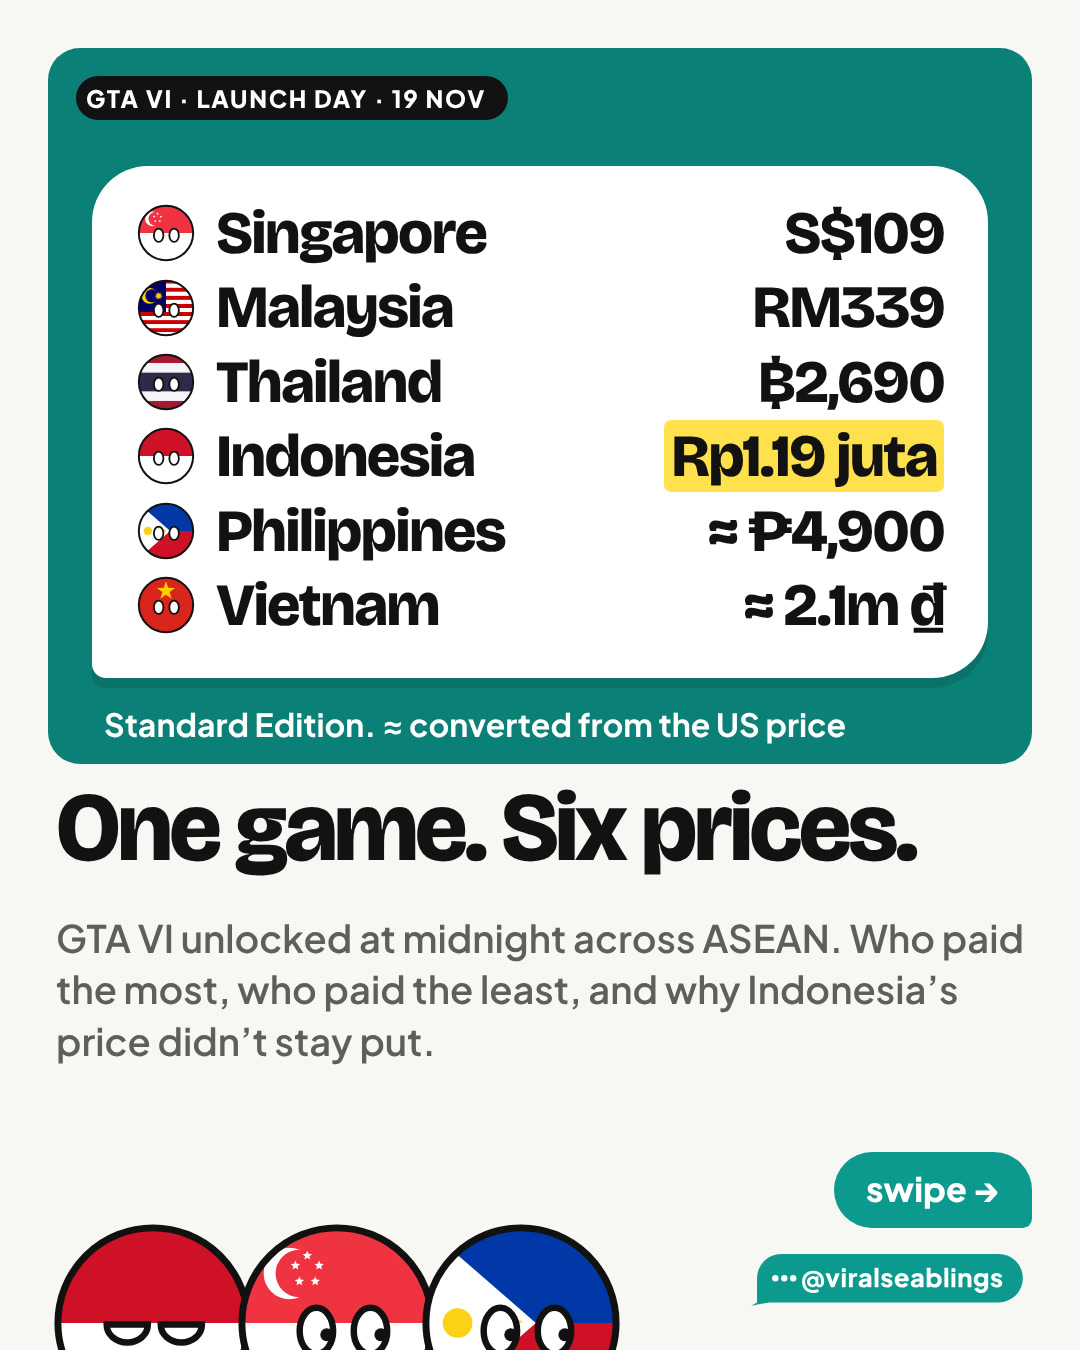 GTA VI · LAUNCH DAY · 19 NOV
Singapore S$109
Malaysia RM339
Thailand ฿2,690
Indonesia Rp1.19 juta
Philippines ≈ ₱4,900
Vietnam ≈ 2.1m ₫
Standard Edition. ≈ converted from the US price
One game. Six prices.
GTA VI unlocked at midnight across ASEAN. Who paid
the most, who paid the least, and why Indonesia’s
price didn’t stay put.
swipe →
•••@viralseablings